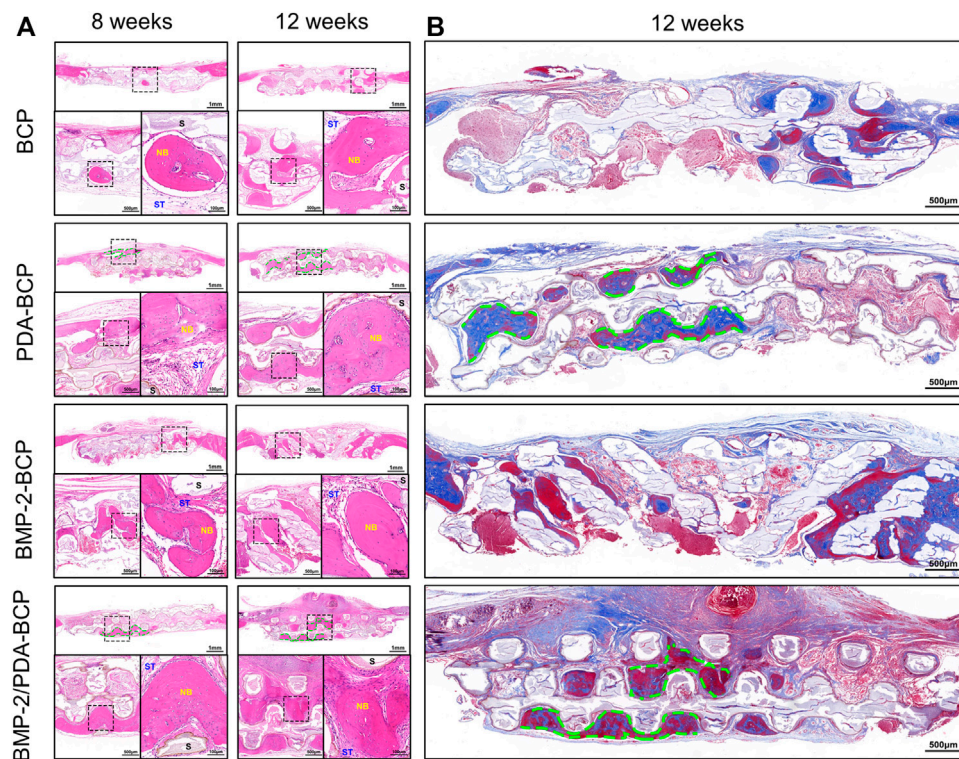 A
8 weeks
12 weeks
B
12 weeks
BCP
1mm
1mm
S
NB
ST
500μm
100μm
ST
NB
S
500μm
100μm
500μm
PDA-BCP
1mm
1mm
NB
ST
S
500μm
100μm
S
NB
ST
500μm
100μm
500μm
BMP-2-BCP
1mm
1mm
S
ST
NB
500μm
100μm
ST
S
NB
500μm
100μm
500μm
BMP-2/PDA-BCP
1mm
1mm
ST
NB
S
500μm
100μm
S
NB
ST
500μm
100μm
500μm